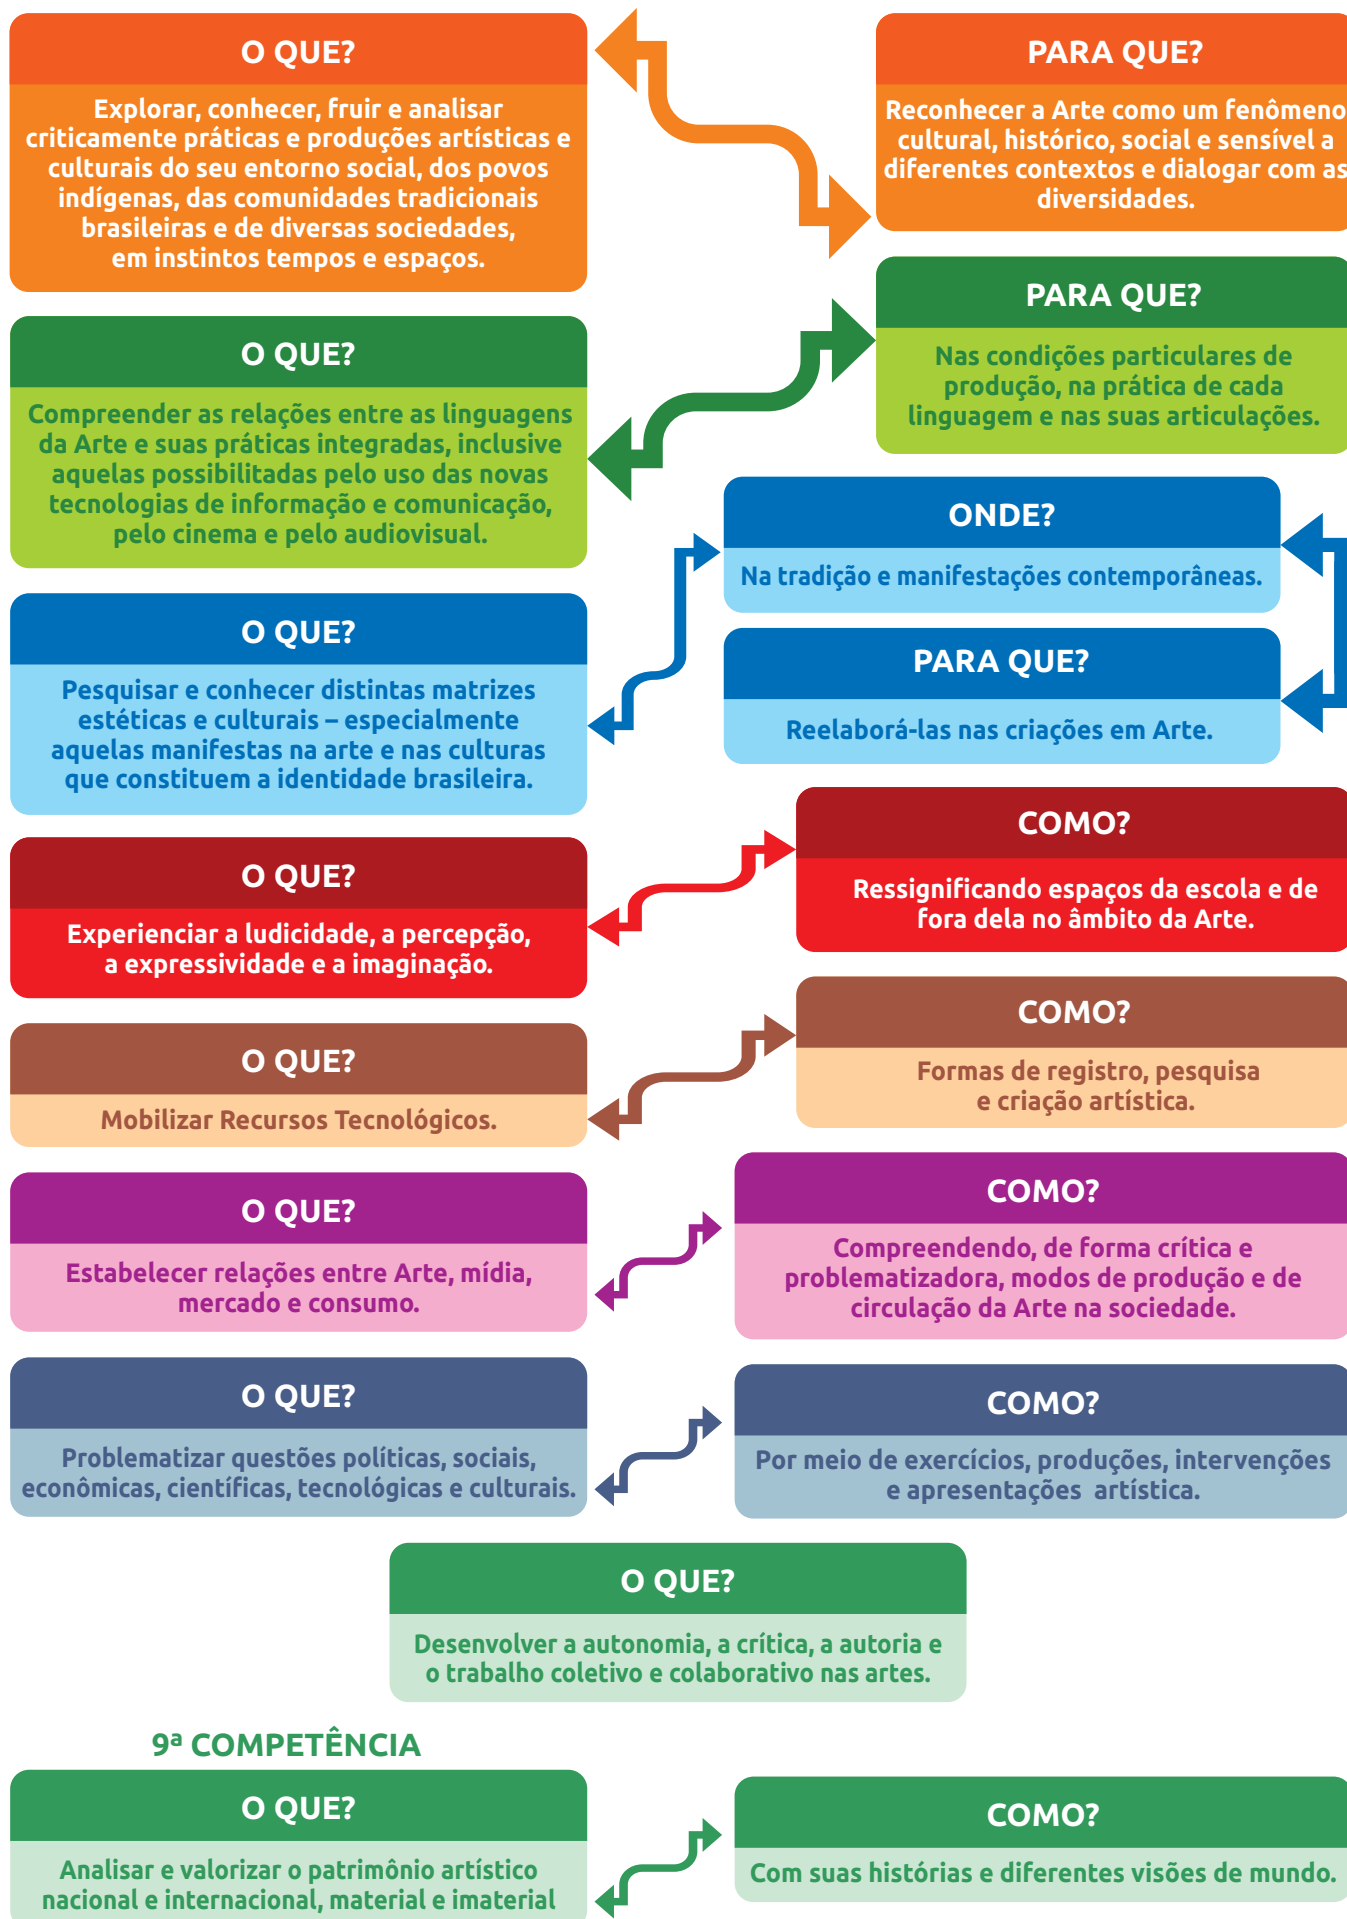 O QUE?
Explorar, conhecer, fruir e analisar
criticamente práticas e produções artísticas e
culturais do seu entorno social, dos povos
indígenas, das comunidades tradicionais
brasileiras e de diversas sociedades,
em instintos tempos e espaços.
PARA QUE?
Reconhecer a Arte como um fenômeno
cultural, histórico, social e sensível a
diferentes contextos e dialogar com as
diversidades.
O QUE?
Compreender as relações entre as linguagens
da Arte e suas práticas integradas, inclusive
aquelas possibilitadas pelo uso das novas
tecnologias de informação e comunicação,
pelo cinema e pelo audiovisual.
PARA QUE?
Nas condições particulares de
produção, na prática de cada
linguagem e nas suas articulações.
O QUE?
Pesquisar e conhecer distintas matrizes
estéticas e culturais – especialmente
aquelas manifestas na arte e nas culturas
que constituem a identidade brasileira.
ONDE?
Na tradição e manifestações contemporâneas.
PARA QUE?
Reelaborá-las nas criações em Arte.
O QUE?
Experienciar a ludicidade, a percepção,
a expressividade e a imaginação.
COMO?
Ressignificando espaços da escola e de
fora dela no âmbito da Arte.
O QUE?
Mobilizar Recursos Tecnológicos.
COMO?
Formas de registro, pesquisa
e criação artística.
O QUE?
Estabelecer relações entre Arte, mídia,
mercado e consumo.
COMO?
Compreendendo, de forma crítica e
problematizadora, modos de produção e de
circulação da Arte na sociedade.
O QUE?
Problematizar questões políticas, sociais,
econômicas, científicas, tecnológicas e culturais.
COMO?
Por meio de exercícios, produções, intervenções
e apresentações artística.
O QUE?
Desenvolver a autonomia, a crítica, a autoria e
o trabalho coletivo e colaborativo nas artes.
9ª COMPETÊNCIA
O QUE?
Analisar e valorizar o patrimônio artístico
nacional e internacional, material e imaterial
COMO?
Com suas histórias e diferentes visões de mundo.